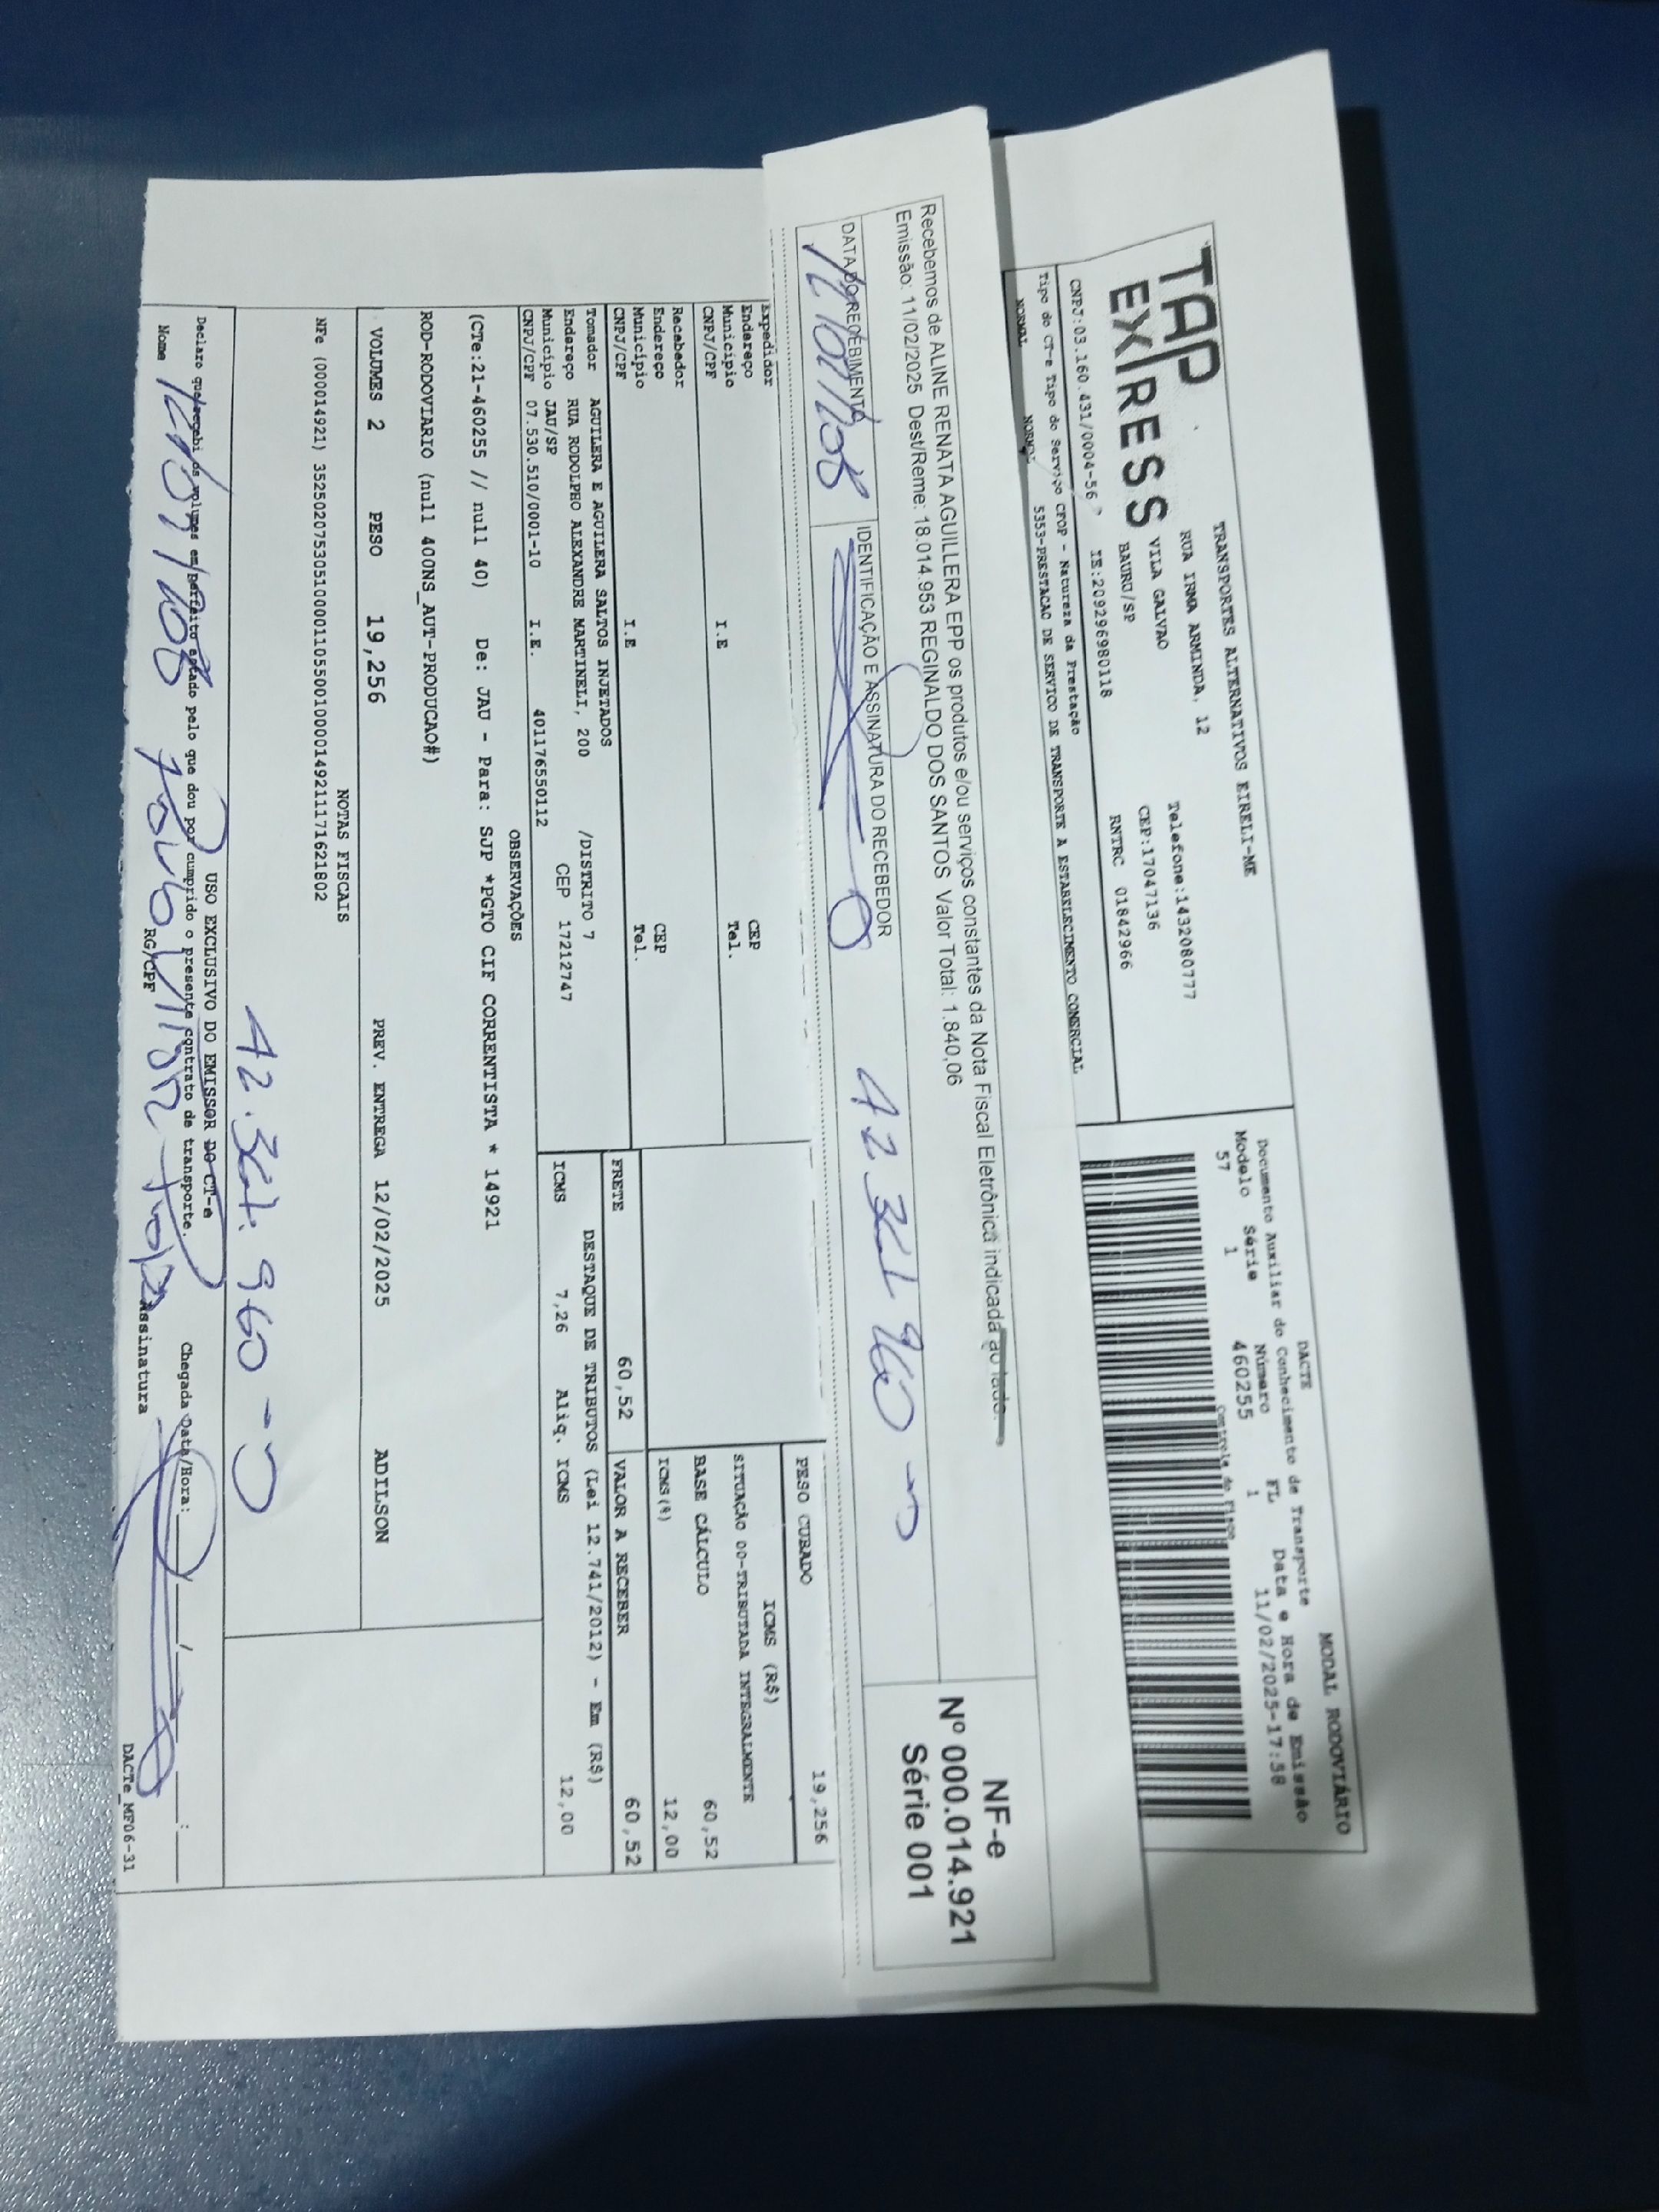 TAP
EXPRESS
TRANSPORTES ALTERNATIVOS EIRELI-ME
RUA IRMA ARMINDA, 12 Telefone:1432080777
VILA GALVAO CEP:17047136
BAURU/SP RNTRC 01842966
CNPJ:03.160.431/0004-56 IE:209296980118
Tipo do CT-e Tipo do Serviço CFOP - Natureza da Prestação
NORMAL NORMAL 5353-PRESTACAO DE SERVICO DE TRANSPORTE A ESTABELECIMENTO COMERCIAL
DACTE MODAL RODOVIÁRIO
Documento Auxiliar do Conhecimento de Transporte
Modelo Série Número FL Data e Hora de Emissão
57 1 460255 1 11/02/2025-17:58
Controle do Fisco
Recebemos de ALINE RENATA AGUILLERA EPP os produtos e/ou serviços constantes da Nota Fiscal Eletrônica indicada ao lado.
Emissão: 11/02/2025 Dest/Reme: 18.014.953 REGINALDO DOS SANTOS Valor Total: 1.840,06
DATA DO RECEBIMENTO IDENTIFICAÇÃO E ASSINATURA DO RECEBEDOR
NF-e
Nº 000.014.921
Série 001
PESO CUBADO 19,256
Expedidor
Endereço CEP
Município Tel.
CNPJ/CPF I.E
Recebedor
Endereço CEP
Município Tel.
CNPJ/CPF I.E
ICMS (R$)
SITUAÇÃO 00-TRIBUTADA INTEGRALMENTE
BASE CÁLCULO 60,52
ICMS(%) 12,00
Tomador AGUILERA E AGUILERA SALTOS INJETADOS
Endereço RUA RODOLPHO ALEXANDRE MARTINELI, 200 /DISTRITO 7
Município JAU/SP CEP 17212747
CNPJ/CPF 07.530.510/0001-10 I.E. 401176550112
FRETE 60,52 VALOR A RECEBER 60,52
DESTAQUE DE TRIBUTOS (Lei 12.741/2012) - Em (R$)
ICMS 7,26 Aliq. ICMS 12,00
OBSERVAÇÕES
(CTe:21-460255 // null 40) De: JAU - Para: SJP *PGTO CIF CORRENTISTA * 14921
ROD-RODOVIARIO (null 400NS_AUT-PRODUCAO#)
VOLUMES 2 PESO 19,256 PREV. ENTREGA 12/02/2025 ADILSON
NOTAS FISCAIS
NFe (000014921) 35250207530510000110550010000149211171621802
USO EXCLUSIVO DO EMISSOR DO CT-e
Declaro que recebi os volumes em perfeito estado pelo que dou por cumprido o presente contrato de transporte. Chegada Data/Hora: ___/___ ___:___
Nome RG/CPF Assinatura
DACTe_MF06-31